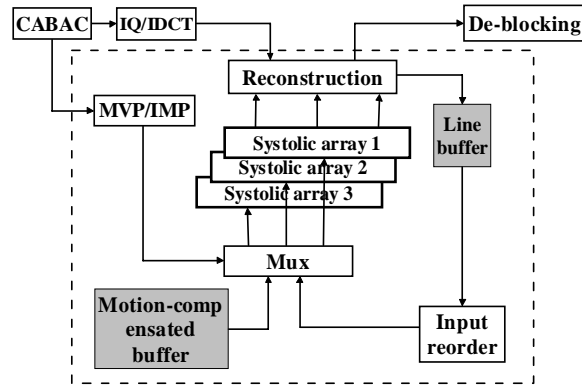 CABAC
IQ/IDCT
De-blocking
Reconstruction
MVP/IMP
Line
buffer
Systolic array 1
Systolic array 2
Systolic array 3
Mux
Motion-comp
ensated
buffer
Input
reorder